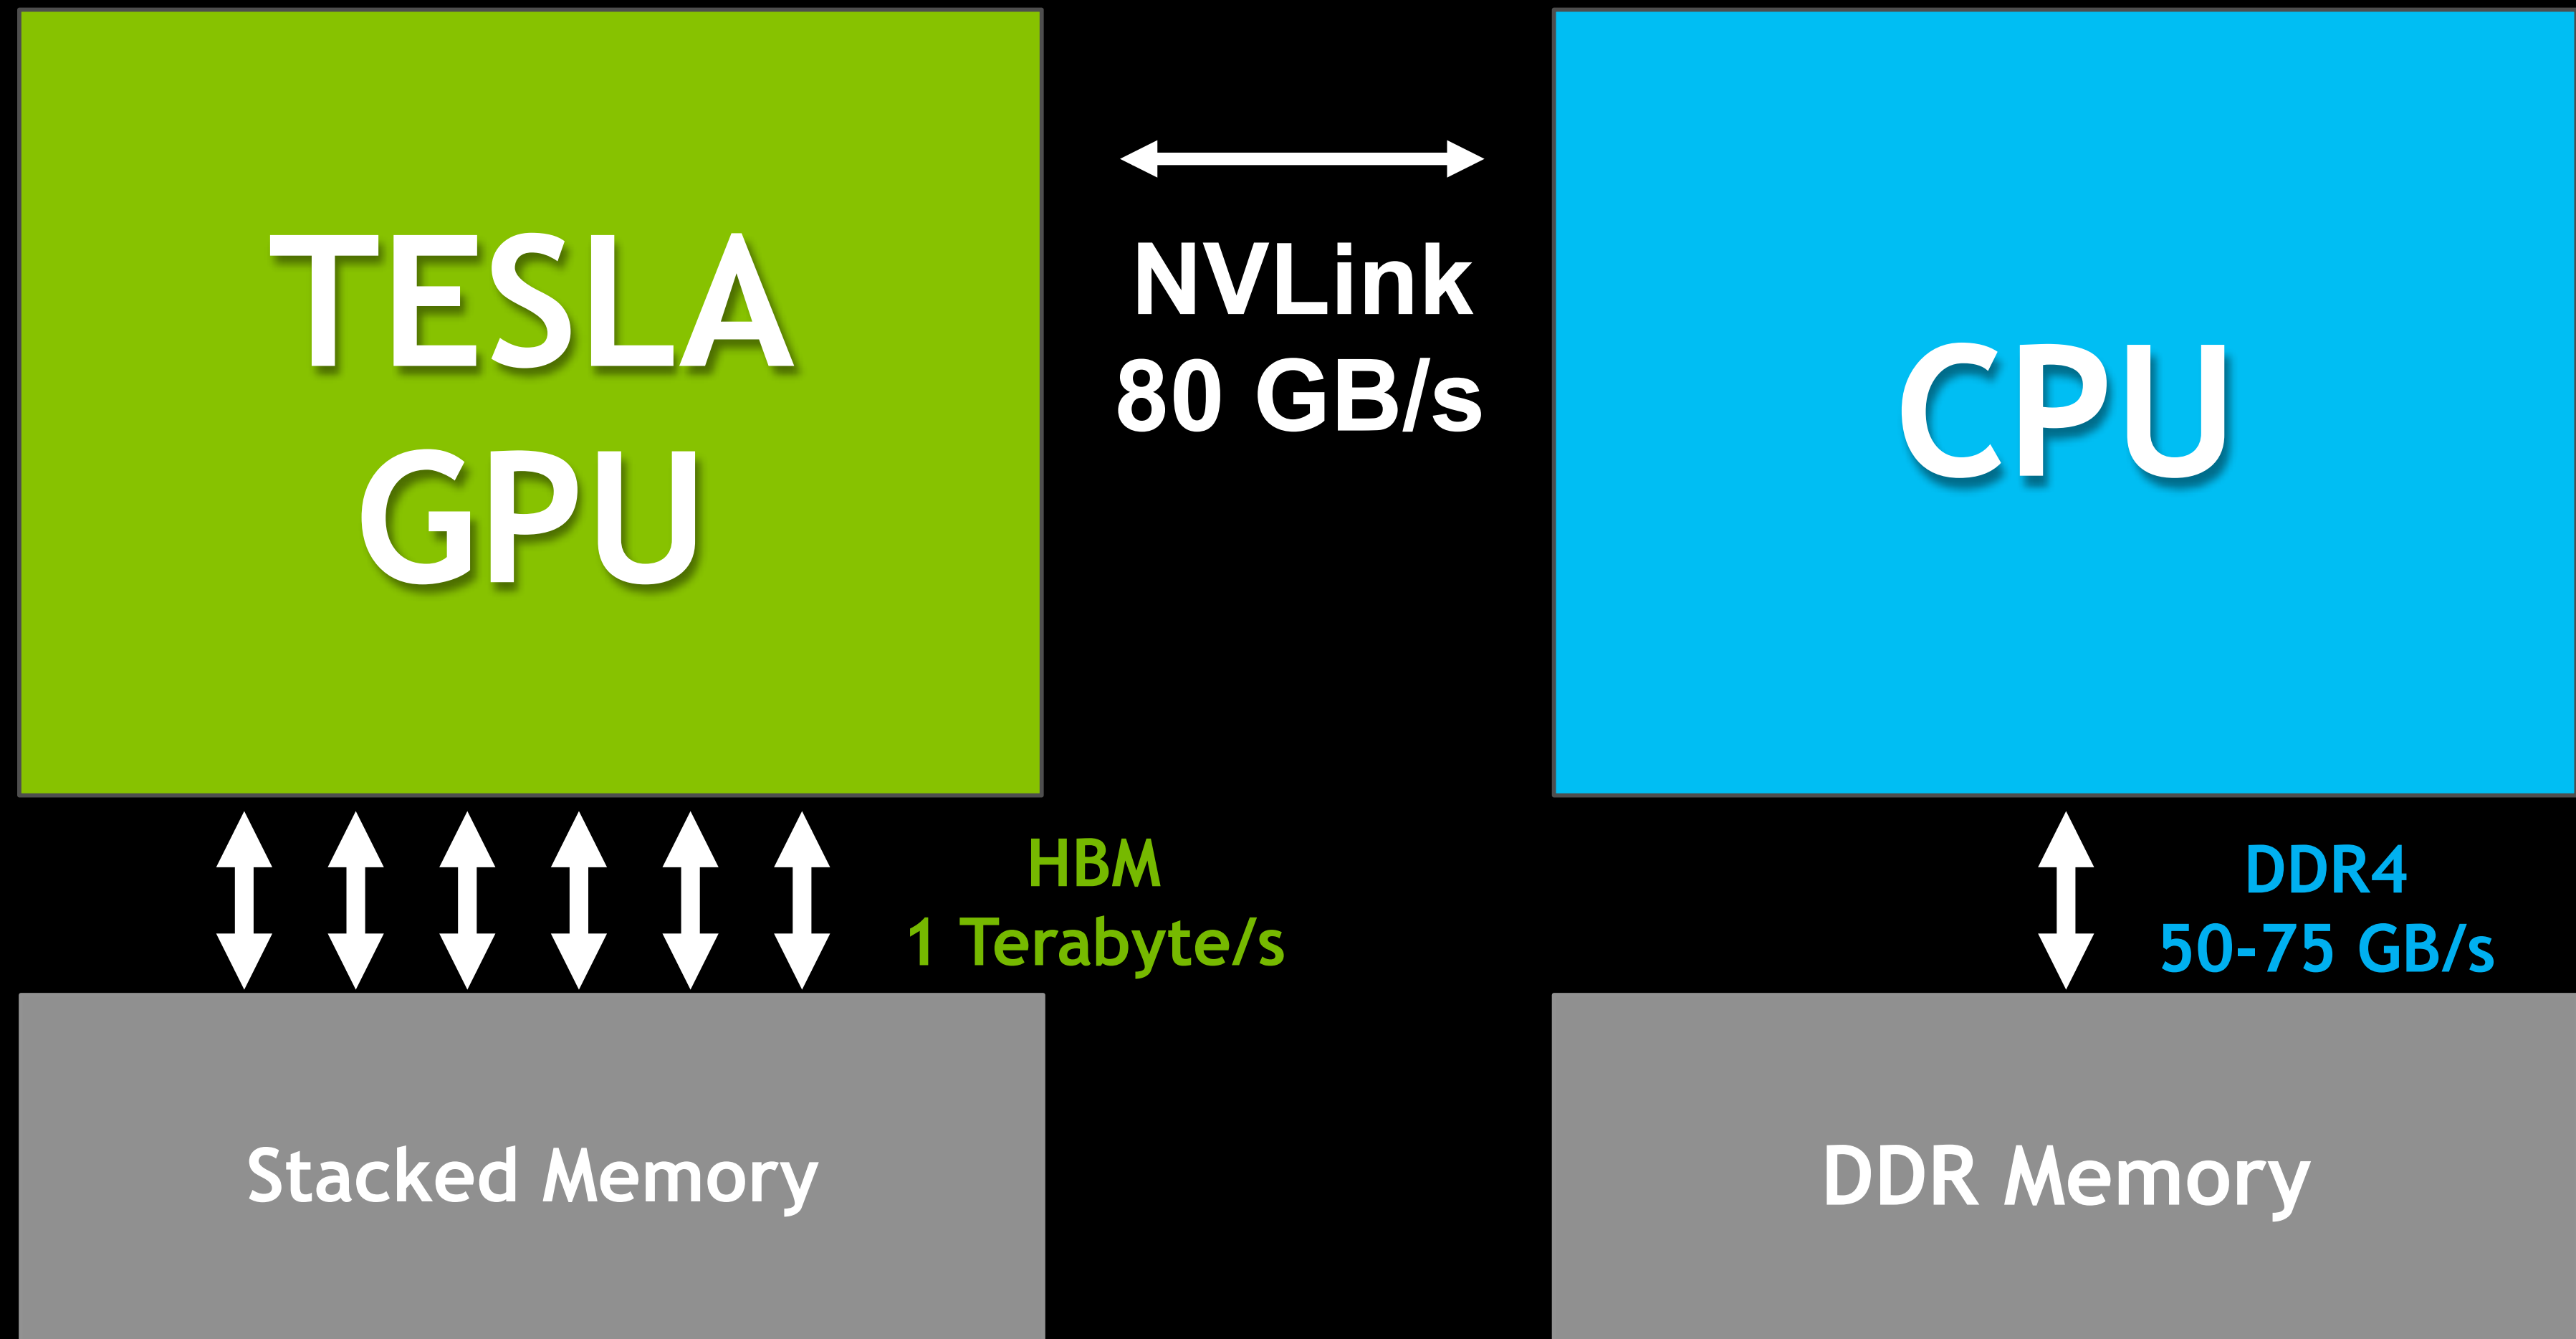 TESLA
GPU
NVLink
80 GB/s
CPU
HBM
1 Terabyte/s
DDR4
50-75 GB/s
Stacked Memory
DDR Memory